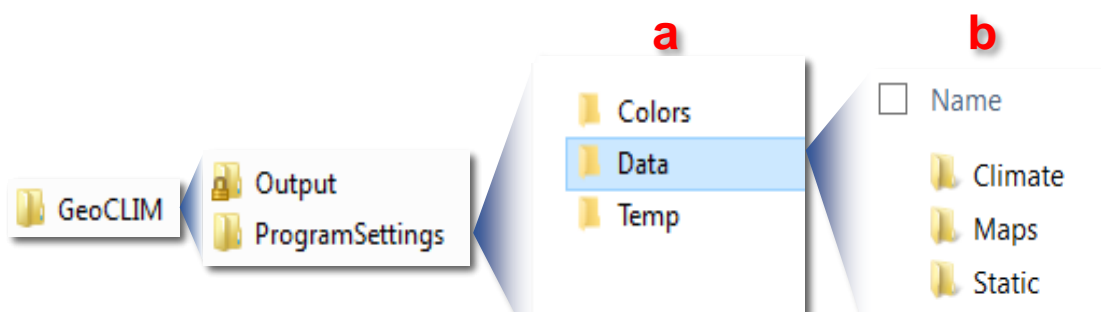 GeoCLIM
Output
ProgramSettings
a
Colors
Data
Temp
b
Name
Climate
Maps
Static